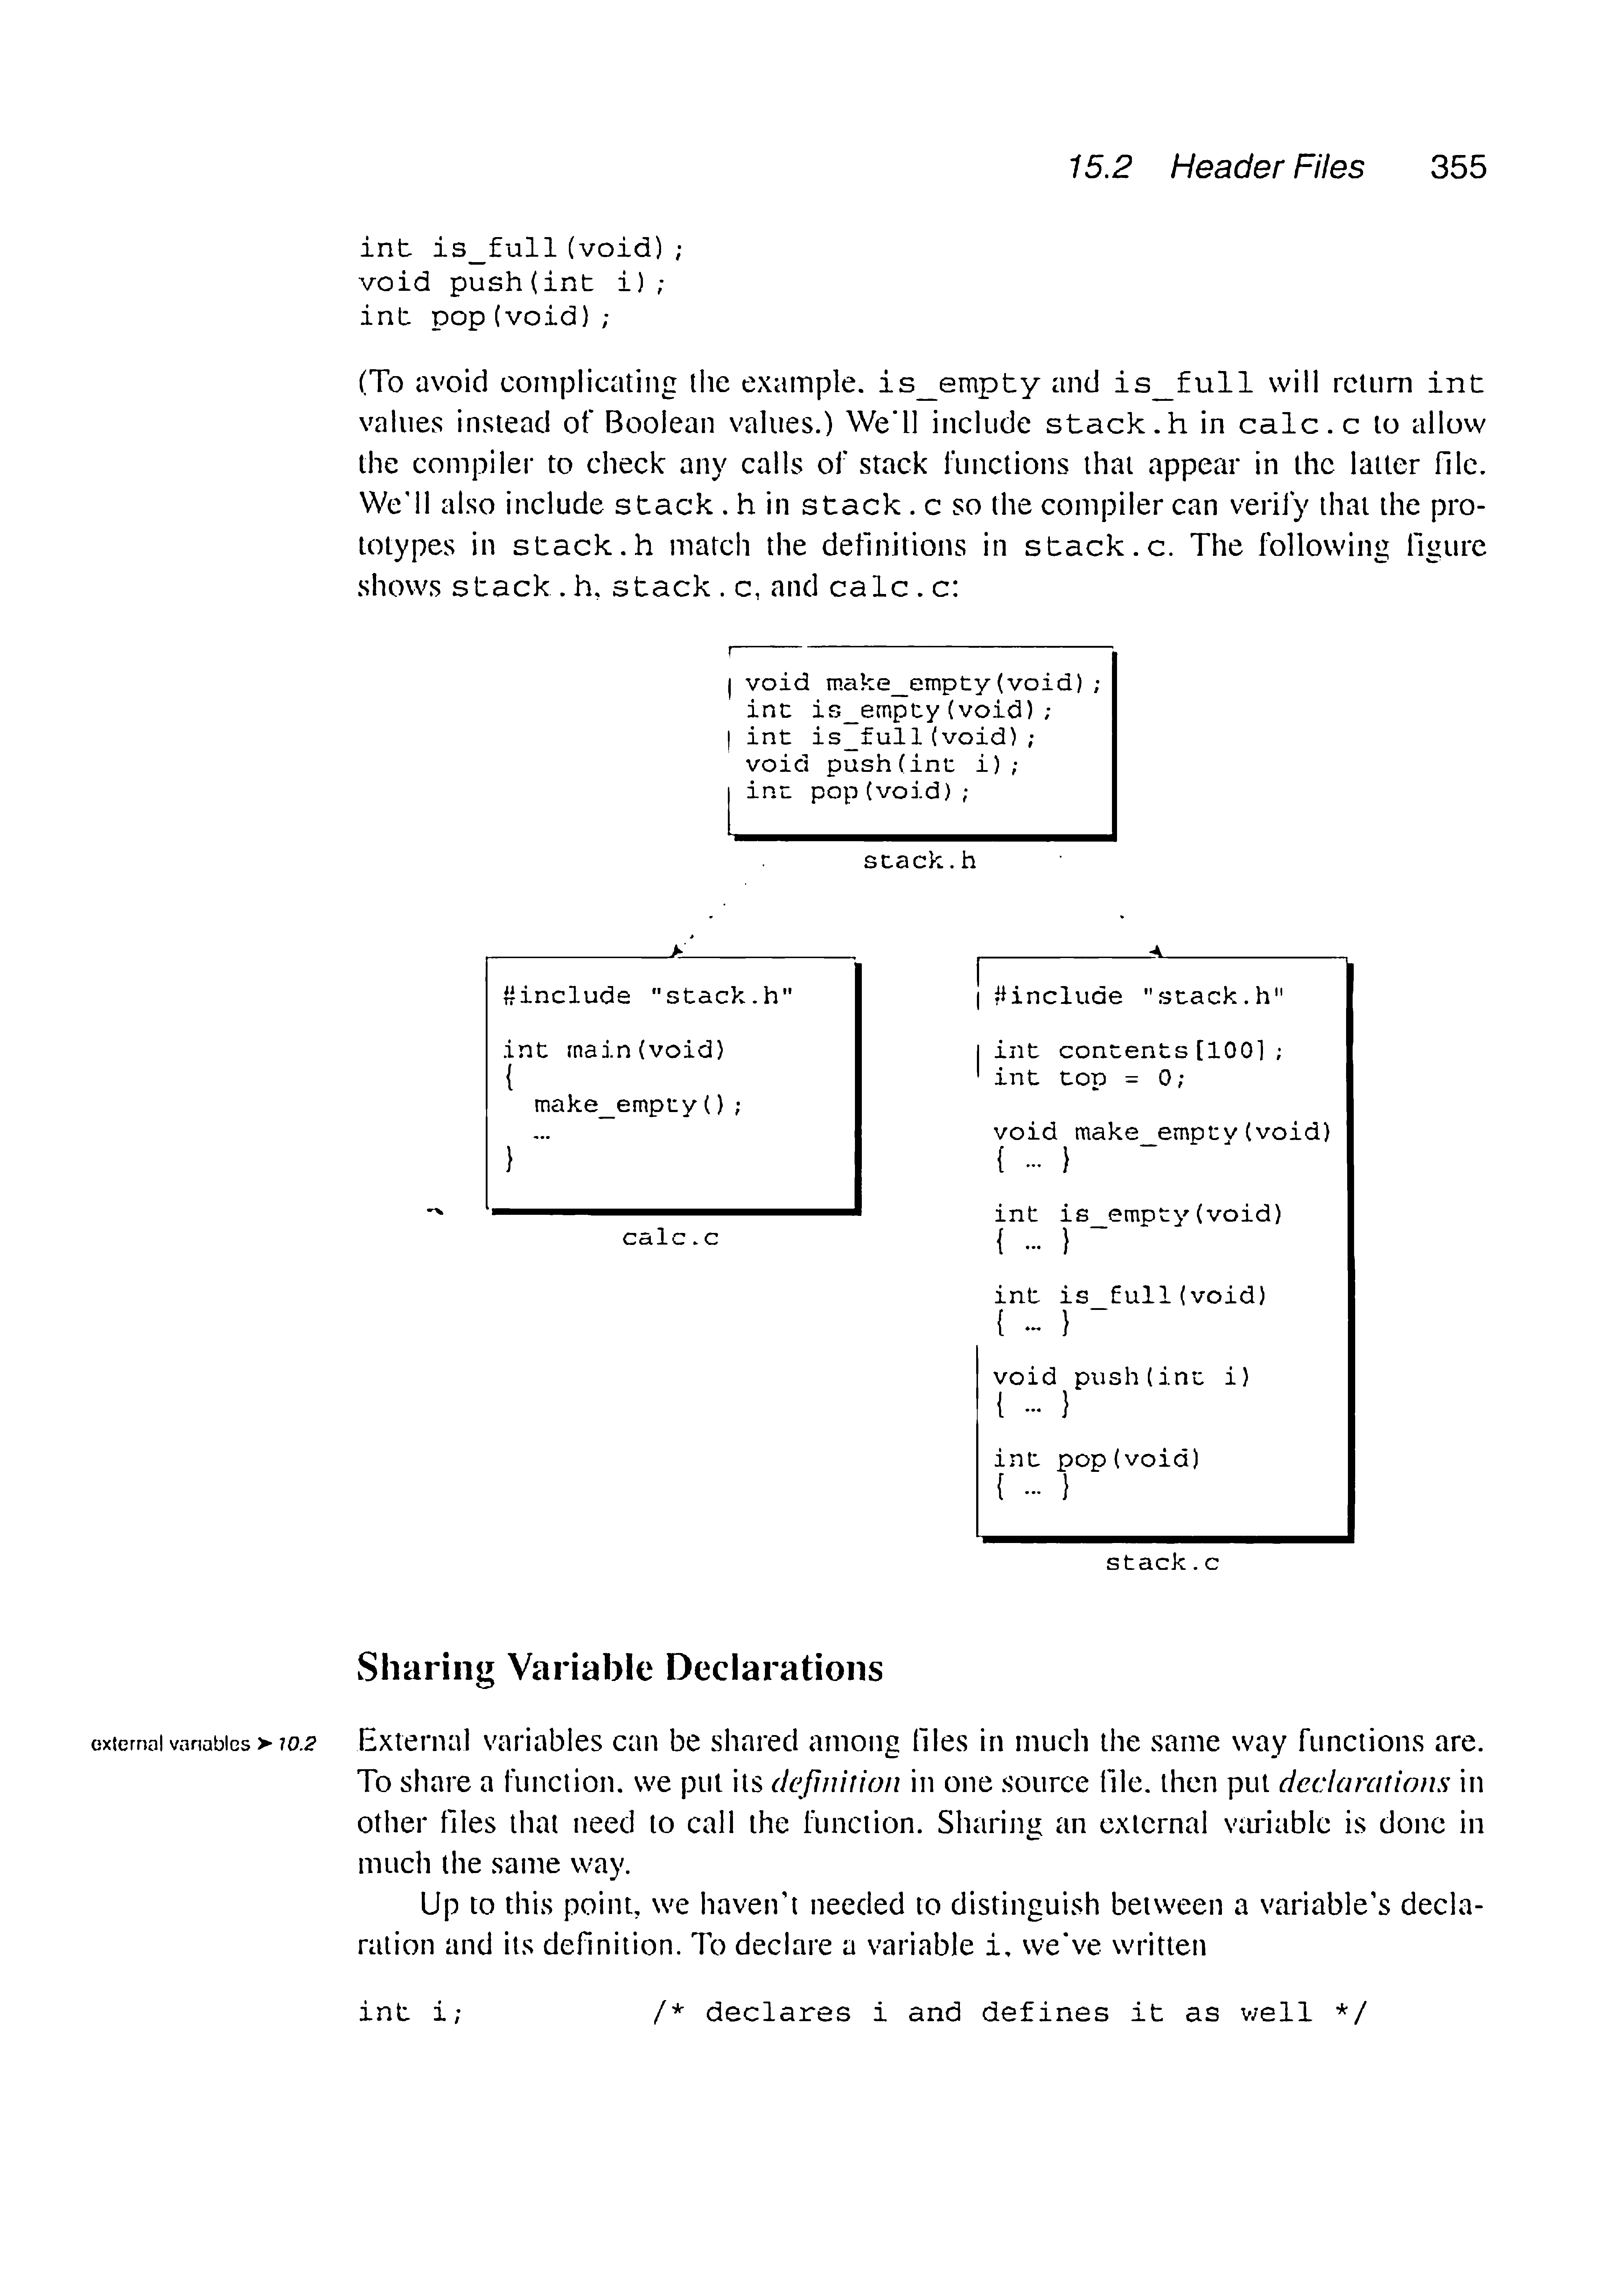 15.2 Header Files 355
int is_full(void);
void push(int i);
int pop(void);
(To avoid complicating the example, is_empty and is_full will return int
values instead of Boolean values.) We'll include stack.h in calc.c to allow
the compiler to check any calls of stack functions that appear in the latter file.
We'll also include stack.h in stack.c so the compiler can verify that the pro-
totypes in stack.h match the definitions in stack.c. The following figure
shows stack.h, stack.c, and calc.c:
void make_empty(void);
int is_empty(void);
int is_full(void);
void push(int i);
int pop(void);
stack.h
#include "stack.h"
int main(void)
{
make_empty();
…
}
calc.c
#include "stack.h"
int contents[100];
int top = 0;
void make_empty(void)
{ … }
int is_empty(void)
{ … }
int is_full(void)
{ … }
void push(int i)
{ … }
int pop(void)
{ … }
stack.c
Sharing Variable Declarations
external variables ➤ 10.2
External variables can be shared among files in much the same way functions are.
To share a function, we put its definition in one source file, then put declarations in
other files that need to call the function. Sharing an external variable is done in
much the same way.
Up to this point, we haven't needed to distinguish between a variable's decla-
ration and its definition. To declare a variable i, we've written
int i; /* declares i and defines it as well */